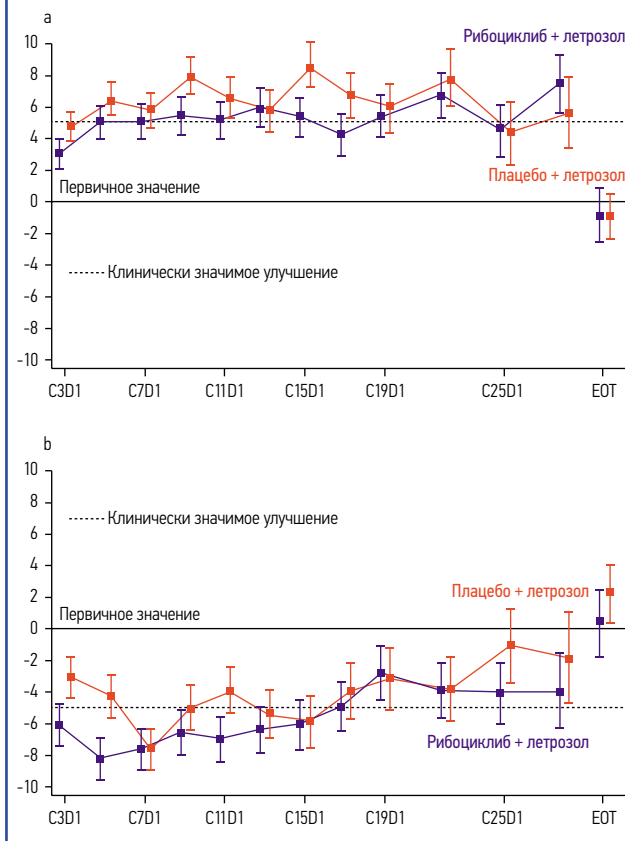 a
10
Рибоциклиб + летрозол
8
6
4
2
Плацебо + летрозол
Первичное значение
0
-2
-4
Клинически значимое улучшение
-6
-8
-10
C3D1 C7D1 C11D1 C15D1 C19D1 C25D1 EOT
b
10
8
Клинически значимое улучшение
6
4
2
Плацебо + летрозол
Первичное значение
0
-2
-4
-6
Рибоциклиб + летрозол
-8
-10
C3D1 C7D1 C11D1 C15D1 C19D1 C25D1 EOT